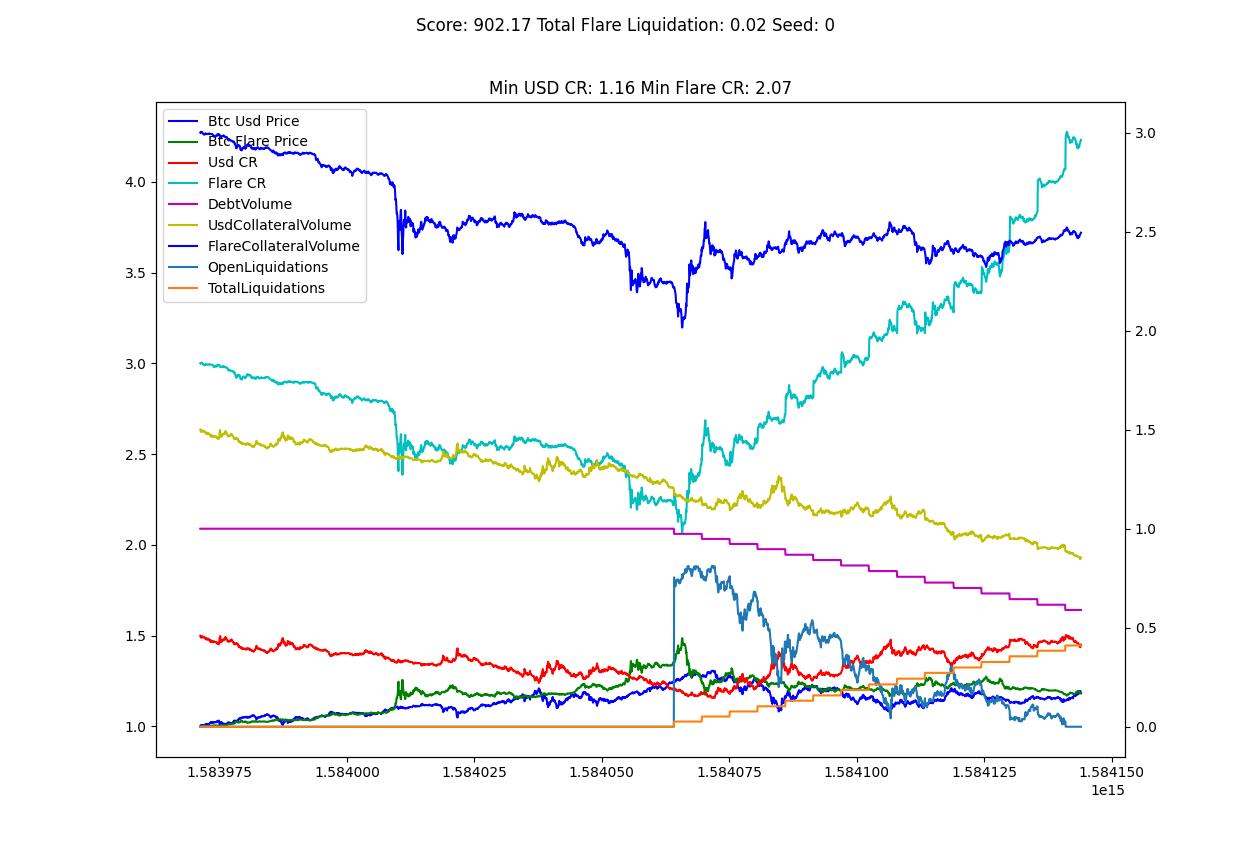 Score: 902.17 Total Flare Liquidation: 0.02 Seed: 0
Min USD CR: 1.16 Min Flare CR: 2.07
Btc Usd Price
Btc Flare Price
Usd CR
Flare CR
DebtVolume
UsdCollateralVolume
FlareCollateralVolume
OpenLiquidations
TotalLiquidations
4.0
3.5
3.0
2.5
2.0
1.5
1.0
3.0
2.5
2.0
1.5
1.0
0.5
0.0
1.583975 1.584000 1.584025 1.584050 1.584075 1.584100 1.584125 1.584150
1e15